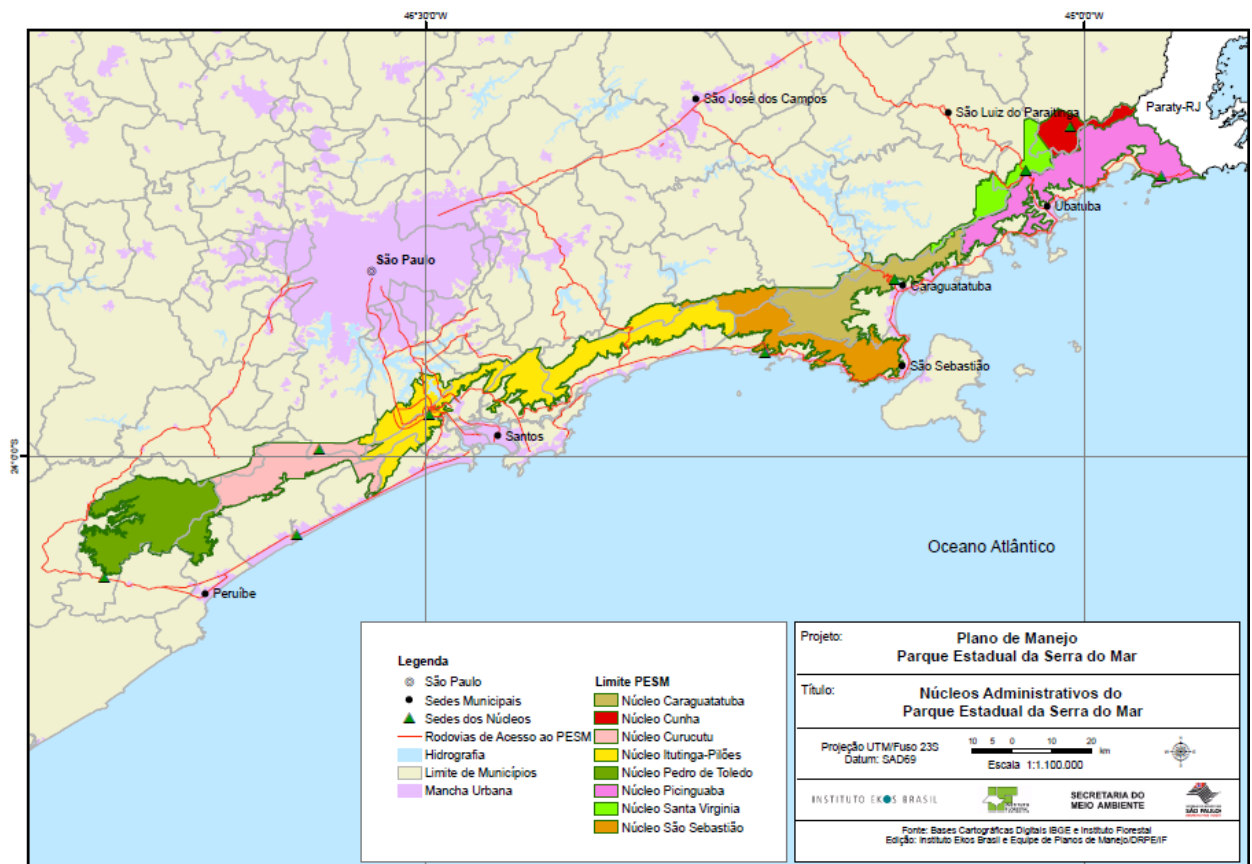 46°30'0"W
45°0'0"W
24°0'0"S
São José dos Campos
São Luiz do Paraitinga
Paraty-RJ
Ubatuba
São Paulo
Caraguatatuba
São Sebastião
Santos
Peruíbe
Oceano Atlântico
Legenda
São Paulo
Sedes Municipais
Sedes dos Núcleos
Rodovias de Acesso ao PESM
Hidrografia
Limite de Municípios
Mancha Urbana
Limite PESM
Núcleo Caraguatatuba
Núcleo Cunha
Núcleo Curucutu
Núcleo Itutinga-Pilões
Núcleo Pedro de Toledo
Núcleo Picinguaba
Núcleo Santa Virginia
Núcleo São Sebastião
Projeto:
Plano de Manejo
Parque Estadual da Serra do Mar
Título:
Núcleos Administrativos do
Parque Estadual da Serra do Mar
Projeção UTM/Fuso 23S
Datum: SAD69
10 5 0 10 20
km
Escala 1:1.100.000
INSTITUTO EKOS BRASIL
SECRETARIA DO
MEIO AMBIENTE
SÃO PAULO
Fonte: Bases Cartográficas Digitais IBGE e Instituto Florestal
Edição: Instituto Ekos Brasil e Equipe de Planos de Manejo/DRPE/IF